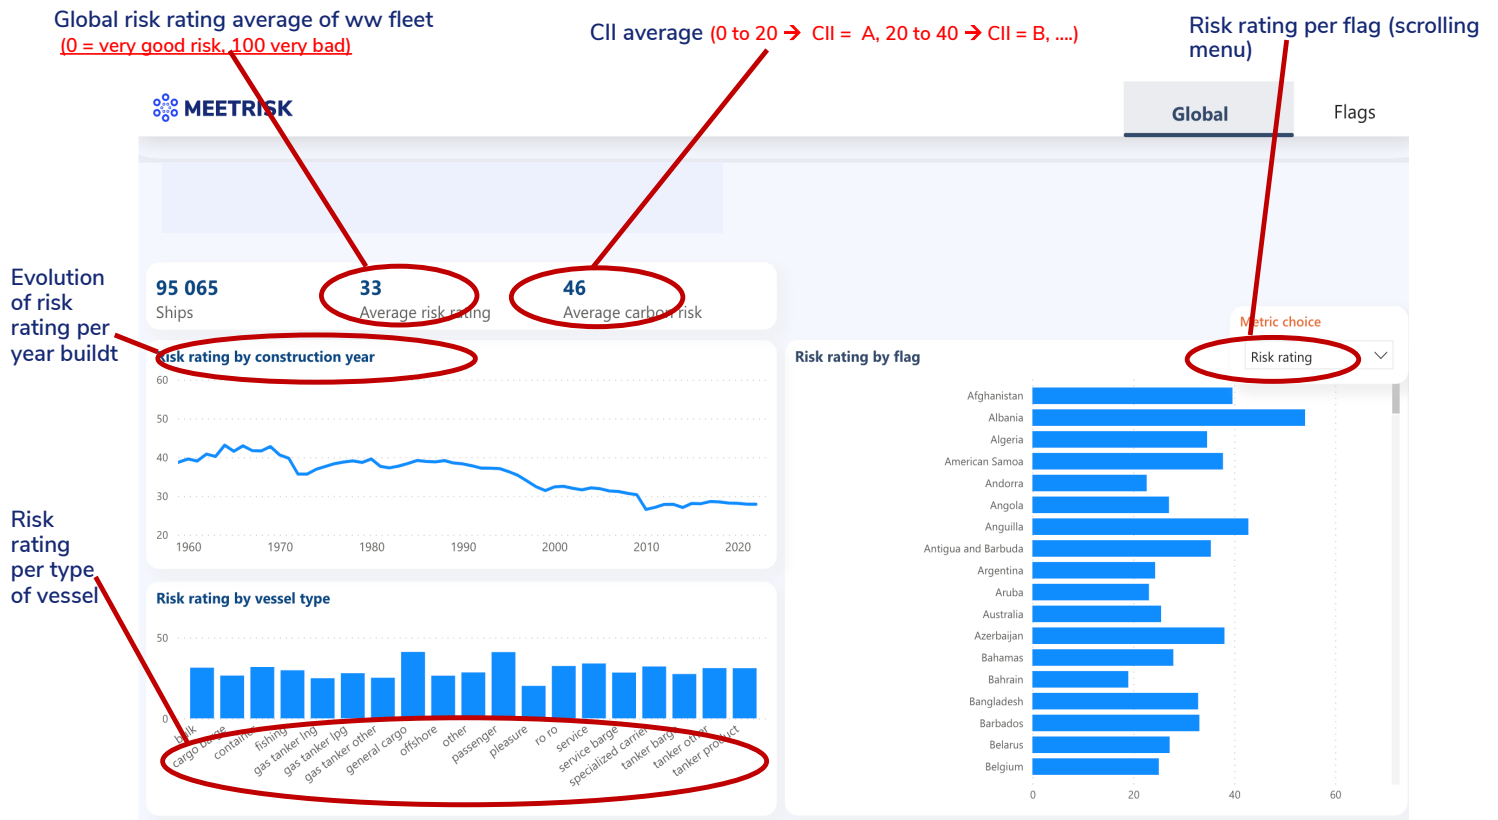 Global risk rating average of ww fleet
(0 = very good risk, 100 very bad)
CII average (0 to 20 → CII = A, 20 to 40 → CII = B, ....)
Risk rating per flag (scrolling
menu)
MEETRISK
Global
Flags
Evolution
of risk
rating per
year buildt
95 065
Ships
33
Average risk rating
46
Average carbon risk
Metric choice
Risk rating
Risk rating by construction year
60
50
40
30
20
1960
1970
1980
1990
2000
2010
2020
Risk
rating
per type
of vessel
Risk rating by vessel type
50
0
bulk
cargo barge
container
fishing
gas tanker lng
gas tanker lpg
gas tanker other
general cargo
offshore
other
passenger
pleasure
ro ro
service
service barge
specialized carrier
tanker barge
tanker other
tanker product
Risk rating by flag
Afghanistan
Albania
Algeria
American Samoa
Andorra
Angola
Anguilla
Antigua and Barbuda
Argentina
Aruba
Australia
Azerbaijan
Bahamas
Bahrain
Bangladesh
Barbados
Belarus
Belgium
0
20
40
60